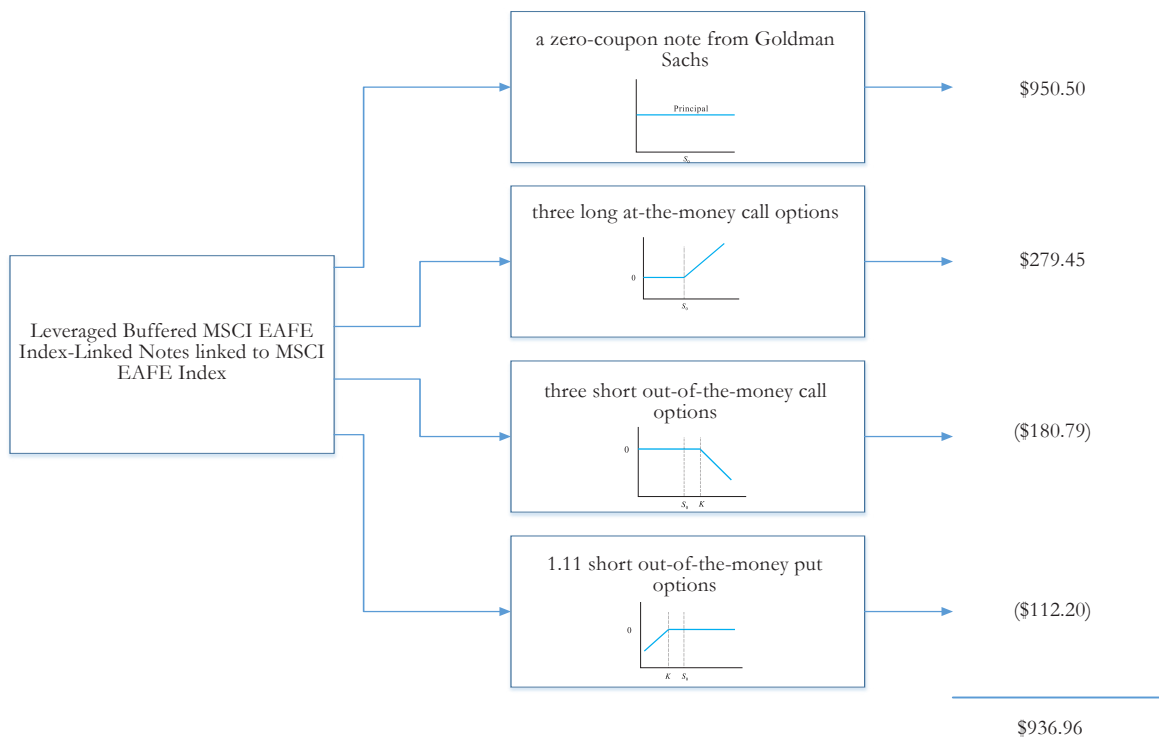 a zero-coupon note from Goldman
Sachs
Principal
S₀
$950.50
three long at-the-money call options
0
S₀
$279.45
Leveraged Buffered MSCI EAFE
Index-Linked Notes linked to MSCI
EAFE Index
three short out-of-the-money call
options
0
S₀ K
($180.79)
1.11 short out-of-the-money put
options
0
K S₀
($112.20)
$936.96